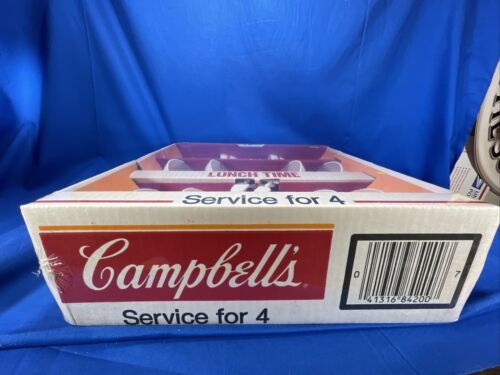 LUNCH TIME
Service for 4
Campbell's
Service for 4
0 41316 84200 7